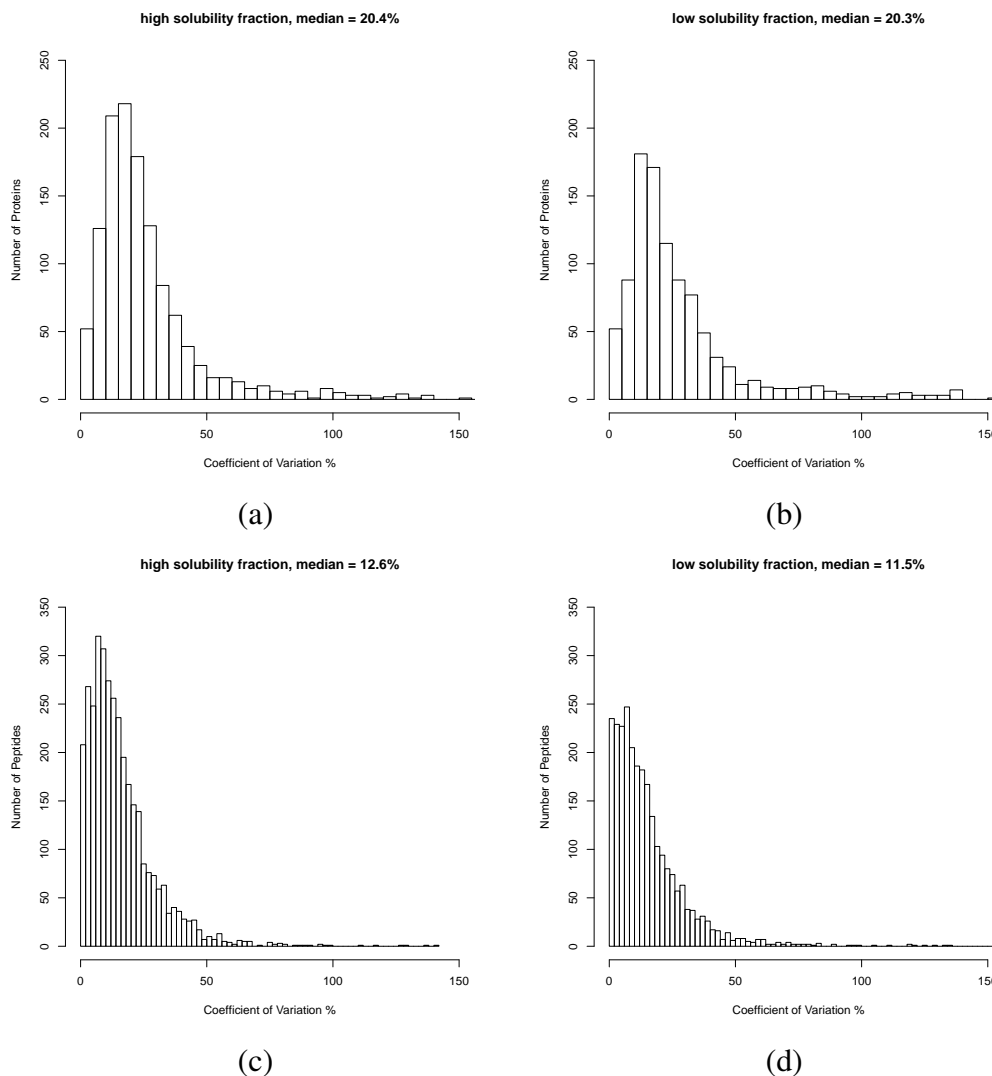 high solubility fraction, median = 20.4%
Number of Proteins
250
200
150
100
50
0
0 50 100 150
Coefficient of Variation %
(a)
low solubility fraction, median = 20.3%
Number of Proteins
250
200
150
100
50
0
0 50 100 150
Coefficient of Variation %
(b)
high solubility fraction, median = 12.6%
Number of Peptides
350
300
250
200
150
100
50
0
0 50 100 150
Coefficient of Variation %
(c)
low solubility fraction, median = 11.5%
Number of Peptides
350
300
250
200
150
100
50
0
0 50 100 150
Coefficient of Variation %
(d)